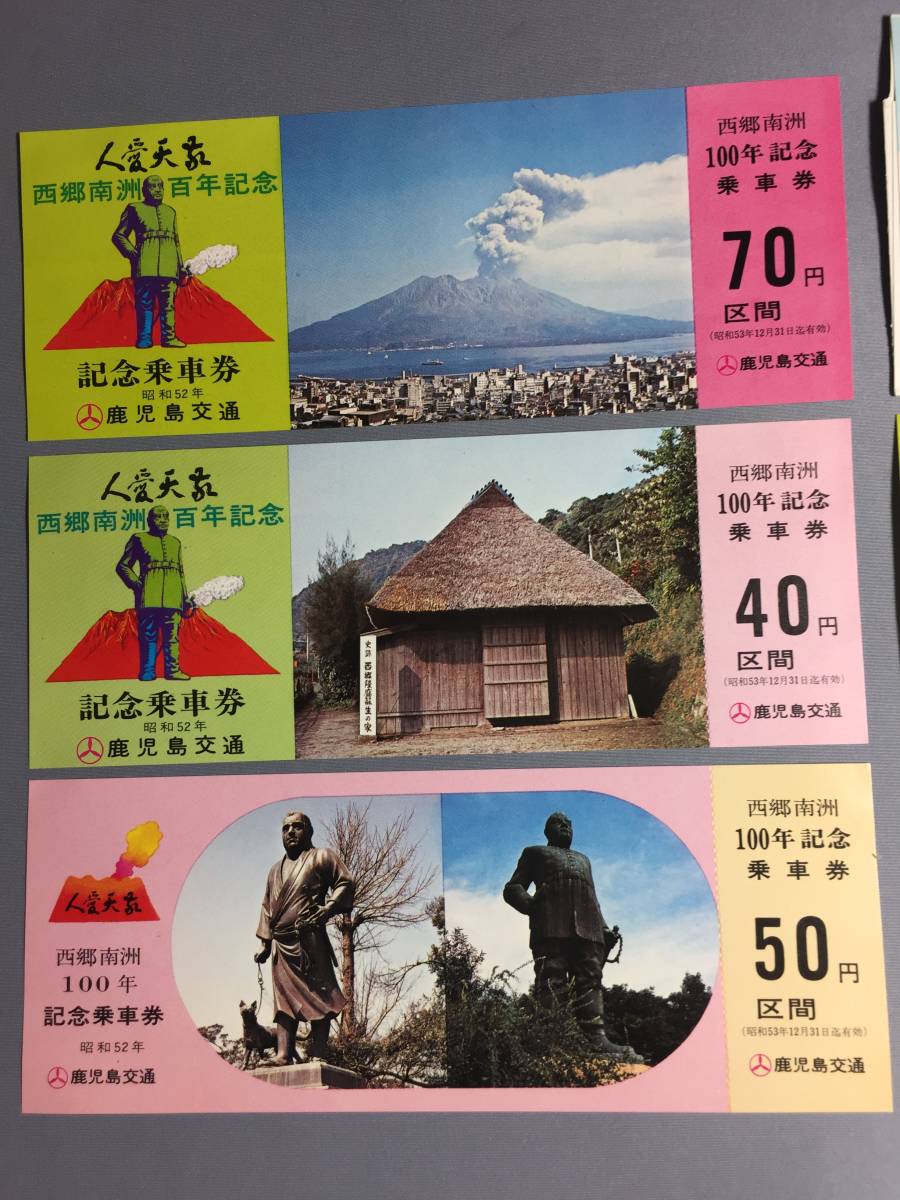 人愛天敬
西郷南洲 百年記念
記念乗車券
昭和52年
鹿児島交通
西郷南洲
100年記念
乗車券
70円
区間
(昭和53年12月31日迄有効)
鹿児島交通
人愛天敬
西郷南洲 百年記念
記念乗車券
昭和52年
鹿児島交通
史跡 西郷隆盛蘇生の家
西郷南洲
100年記念
乗車券
40円
区間
(昭和53年12月31日迄有効)
鹿児島交通
人愛天敬
西郷南洲
100年
記念乗車券
昭和52年
鹿児島交通
西郷南洲
100年記念
乗車券
50円
区間
(昭和53年12月31日迄有効)
鹿児島交通